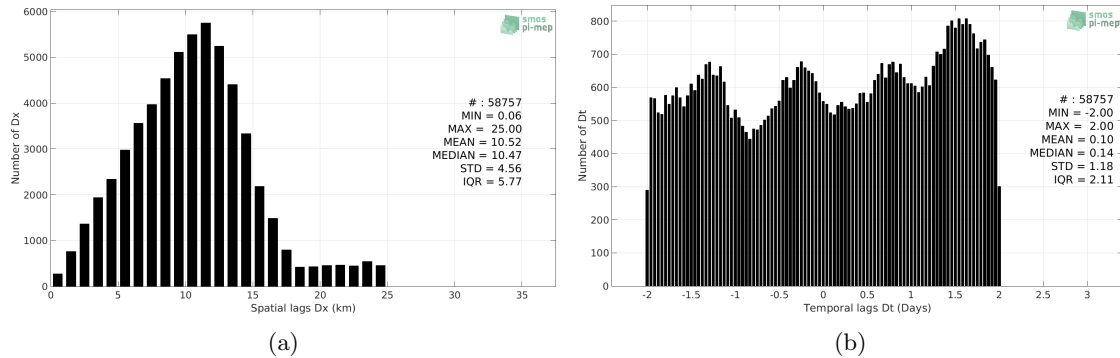 smos
pi-mep
6000
5000
4000
3000
2000
1000
0
Number of Dx
# : 58757
MIN = 0.06
MAX = 25.00
MEAN = 10.52
MEDIAN = 10.47
STD = 4.56
IQR = 5.77
0 5 10 15 20 25 30 35
Spatial lags Dx (km)
(a)
smos
pi-mep
800
700
600
500
400
300
200
100
0
Number of Dt
# : 58757
MIN = -2.00
MAX = 2.00
MEAN = 0.10
MEDIAN = 0.14
STD = 1.18
IQR = 2.11
-2 -1.5 -1 -0.5 0 0.5 1 1.5 2 2.5 3
Temporal lags Dt (Days)
(b)